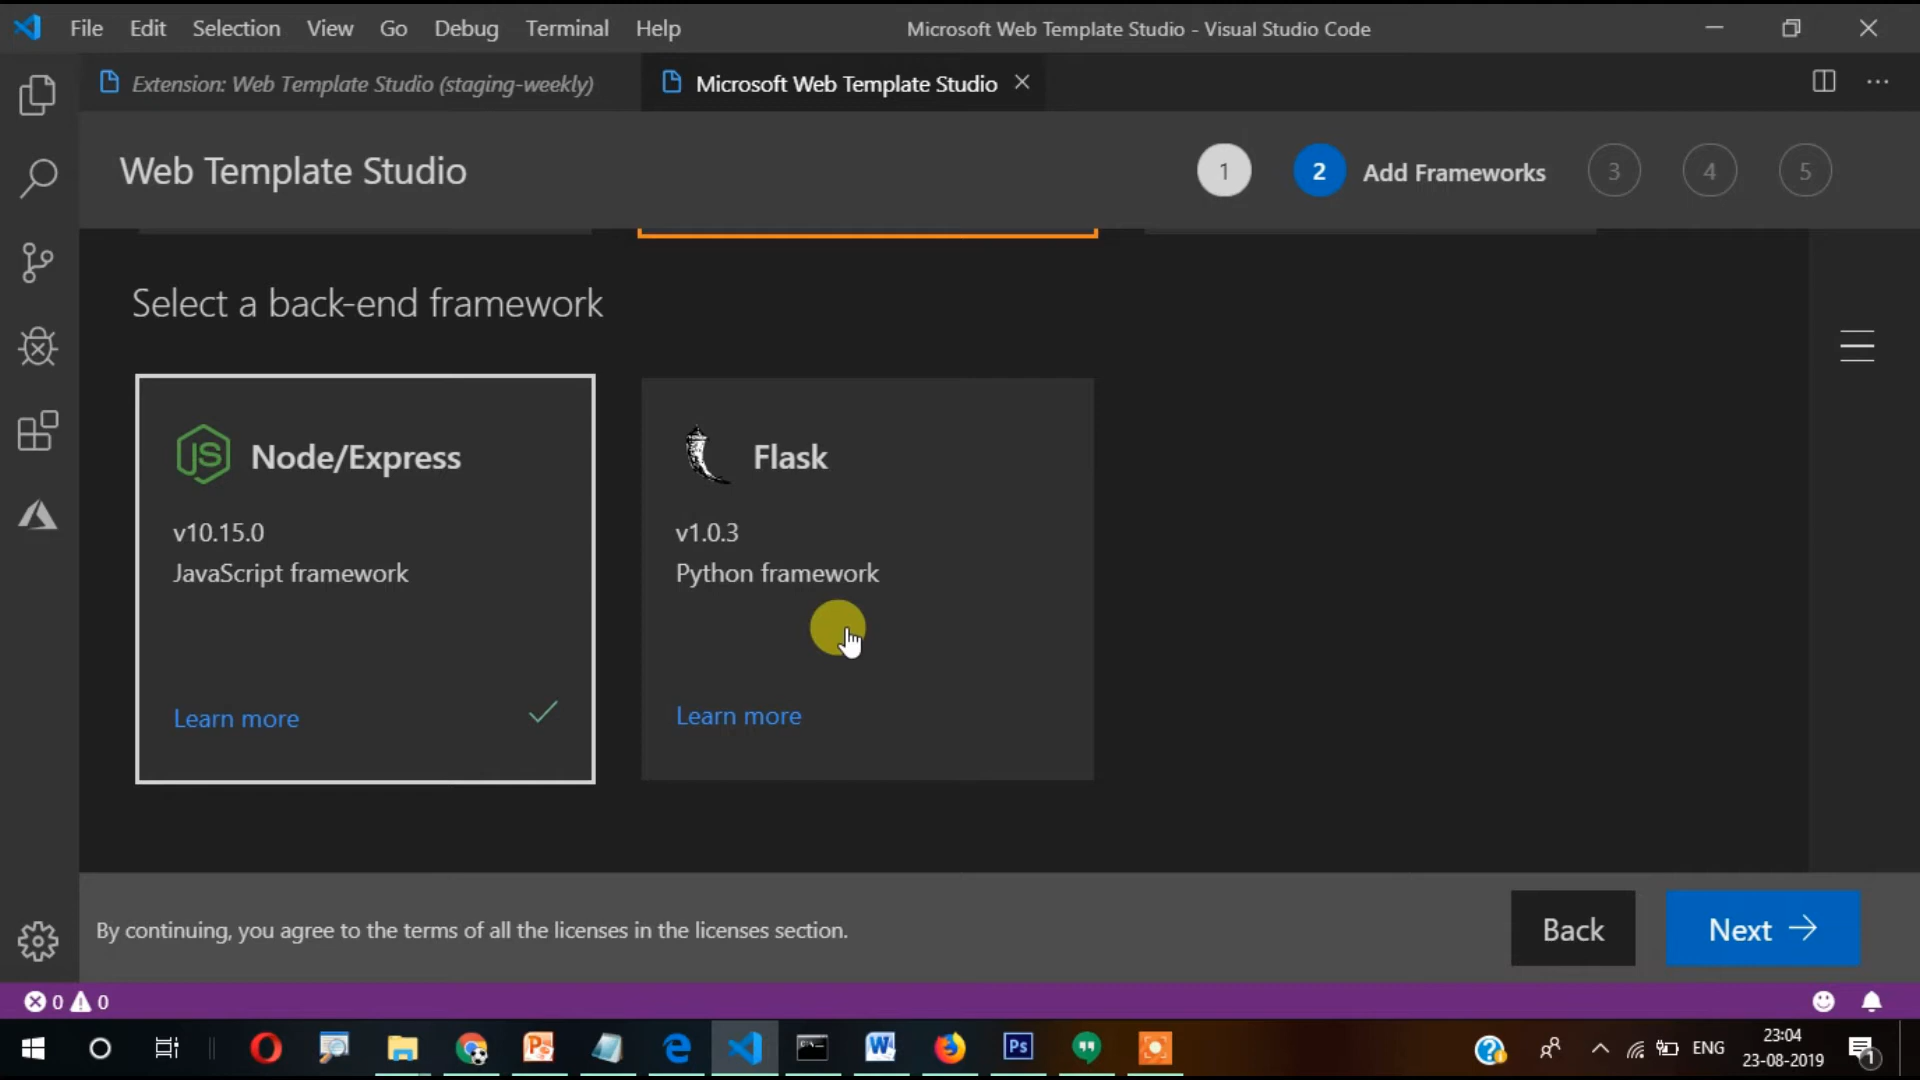 File Edit Selection View Go Debug Terminal Help Microsoft Web Template Studio - Visual Studio Code
Extension: Web Template Studio (staging-weekly) Microsoft Web Template Studio
Web Template Studio 1 2 Add Frameworks 3 4 5
Select a back-end framework
JS Node/Express
v10.15.0
JavaScript framework
Learn more
Flask
v1.0.3
Python framework
Learn more
By continuing, you agree to the terms of all the licenses in the licenses section.
Back Next
0 0
ENG
23:04
23-08-2019
1